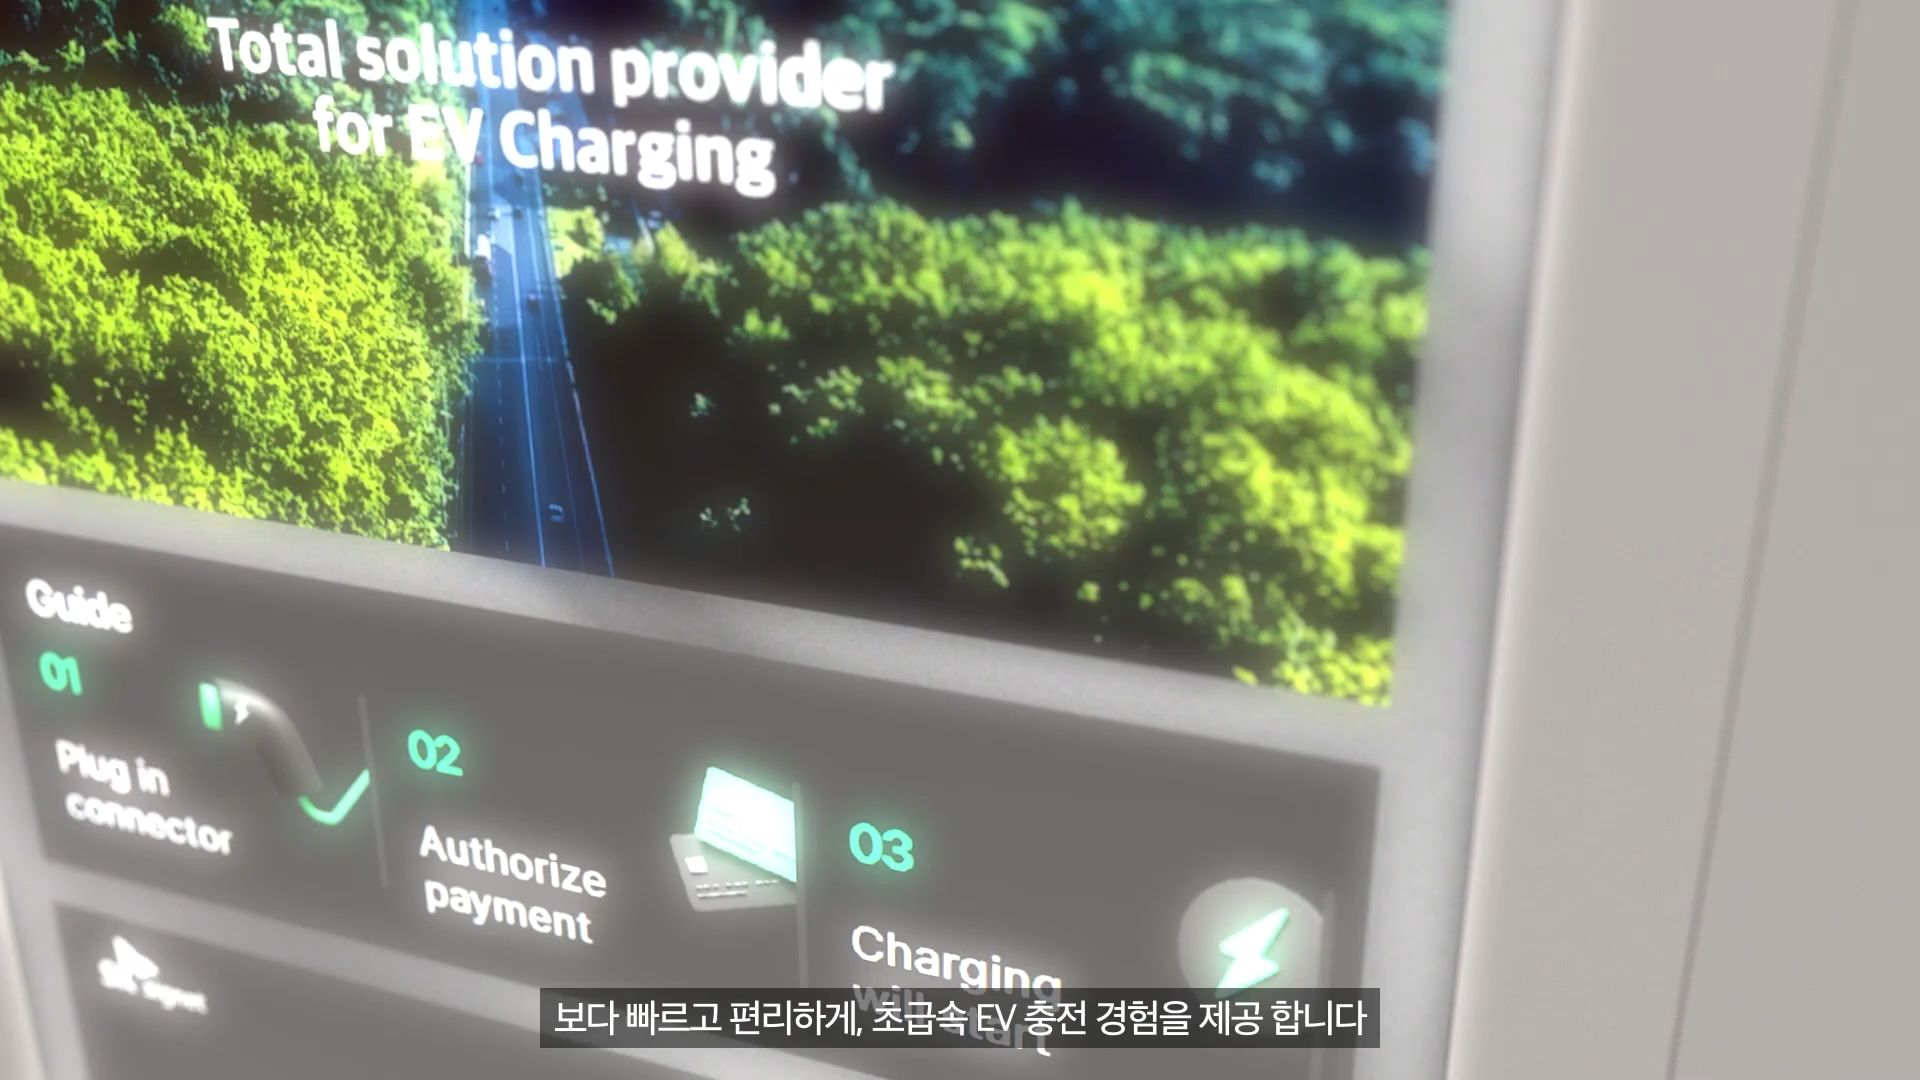 Total solution provider
for EV Charging
Guide
01
Plug in
connector
02
Authorize
payment
03
Charging
will start
보다 빠르고 편리하게, 초급속 EV 충전 경험을 제공 합니다